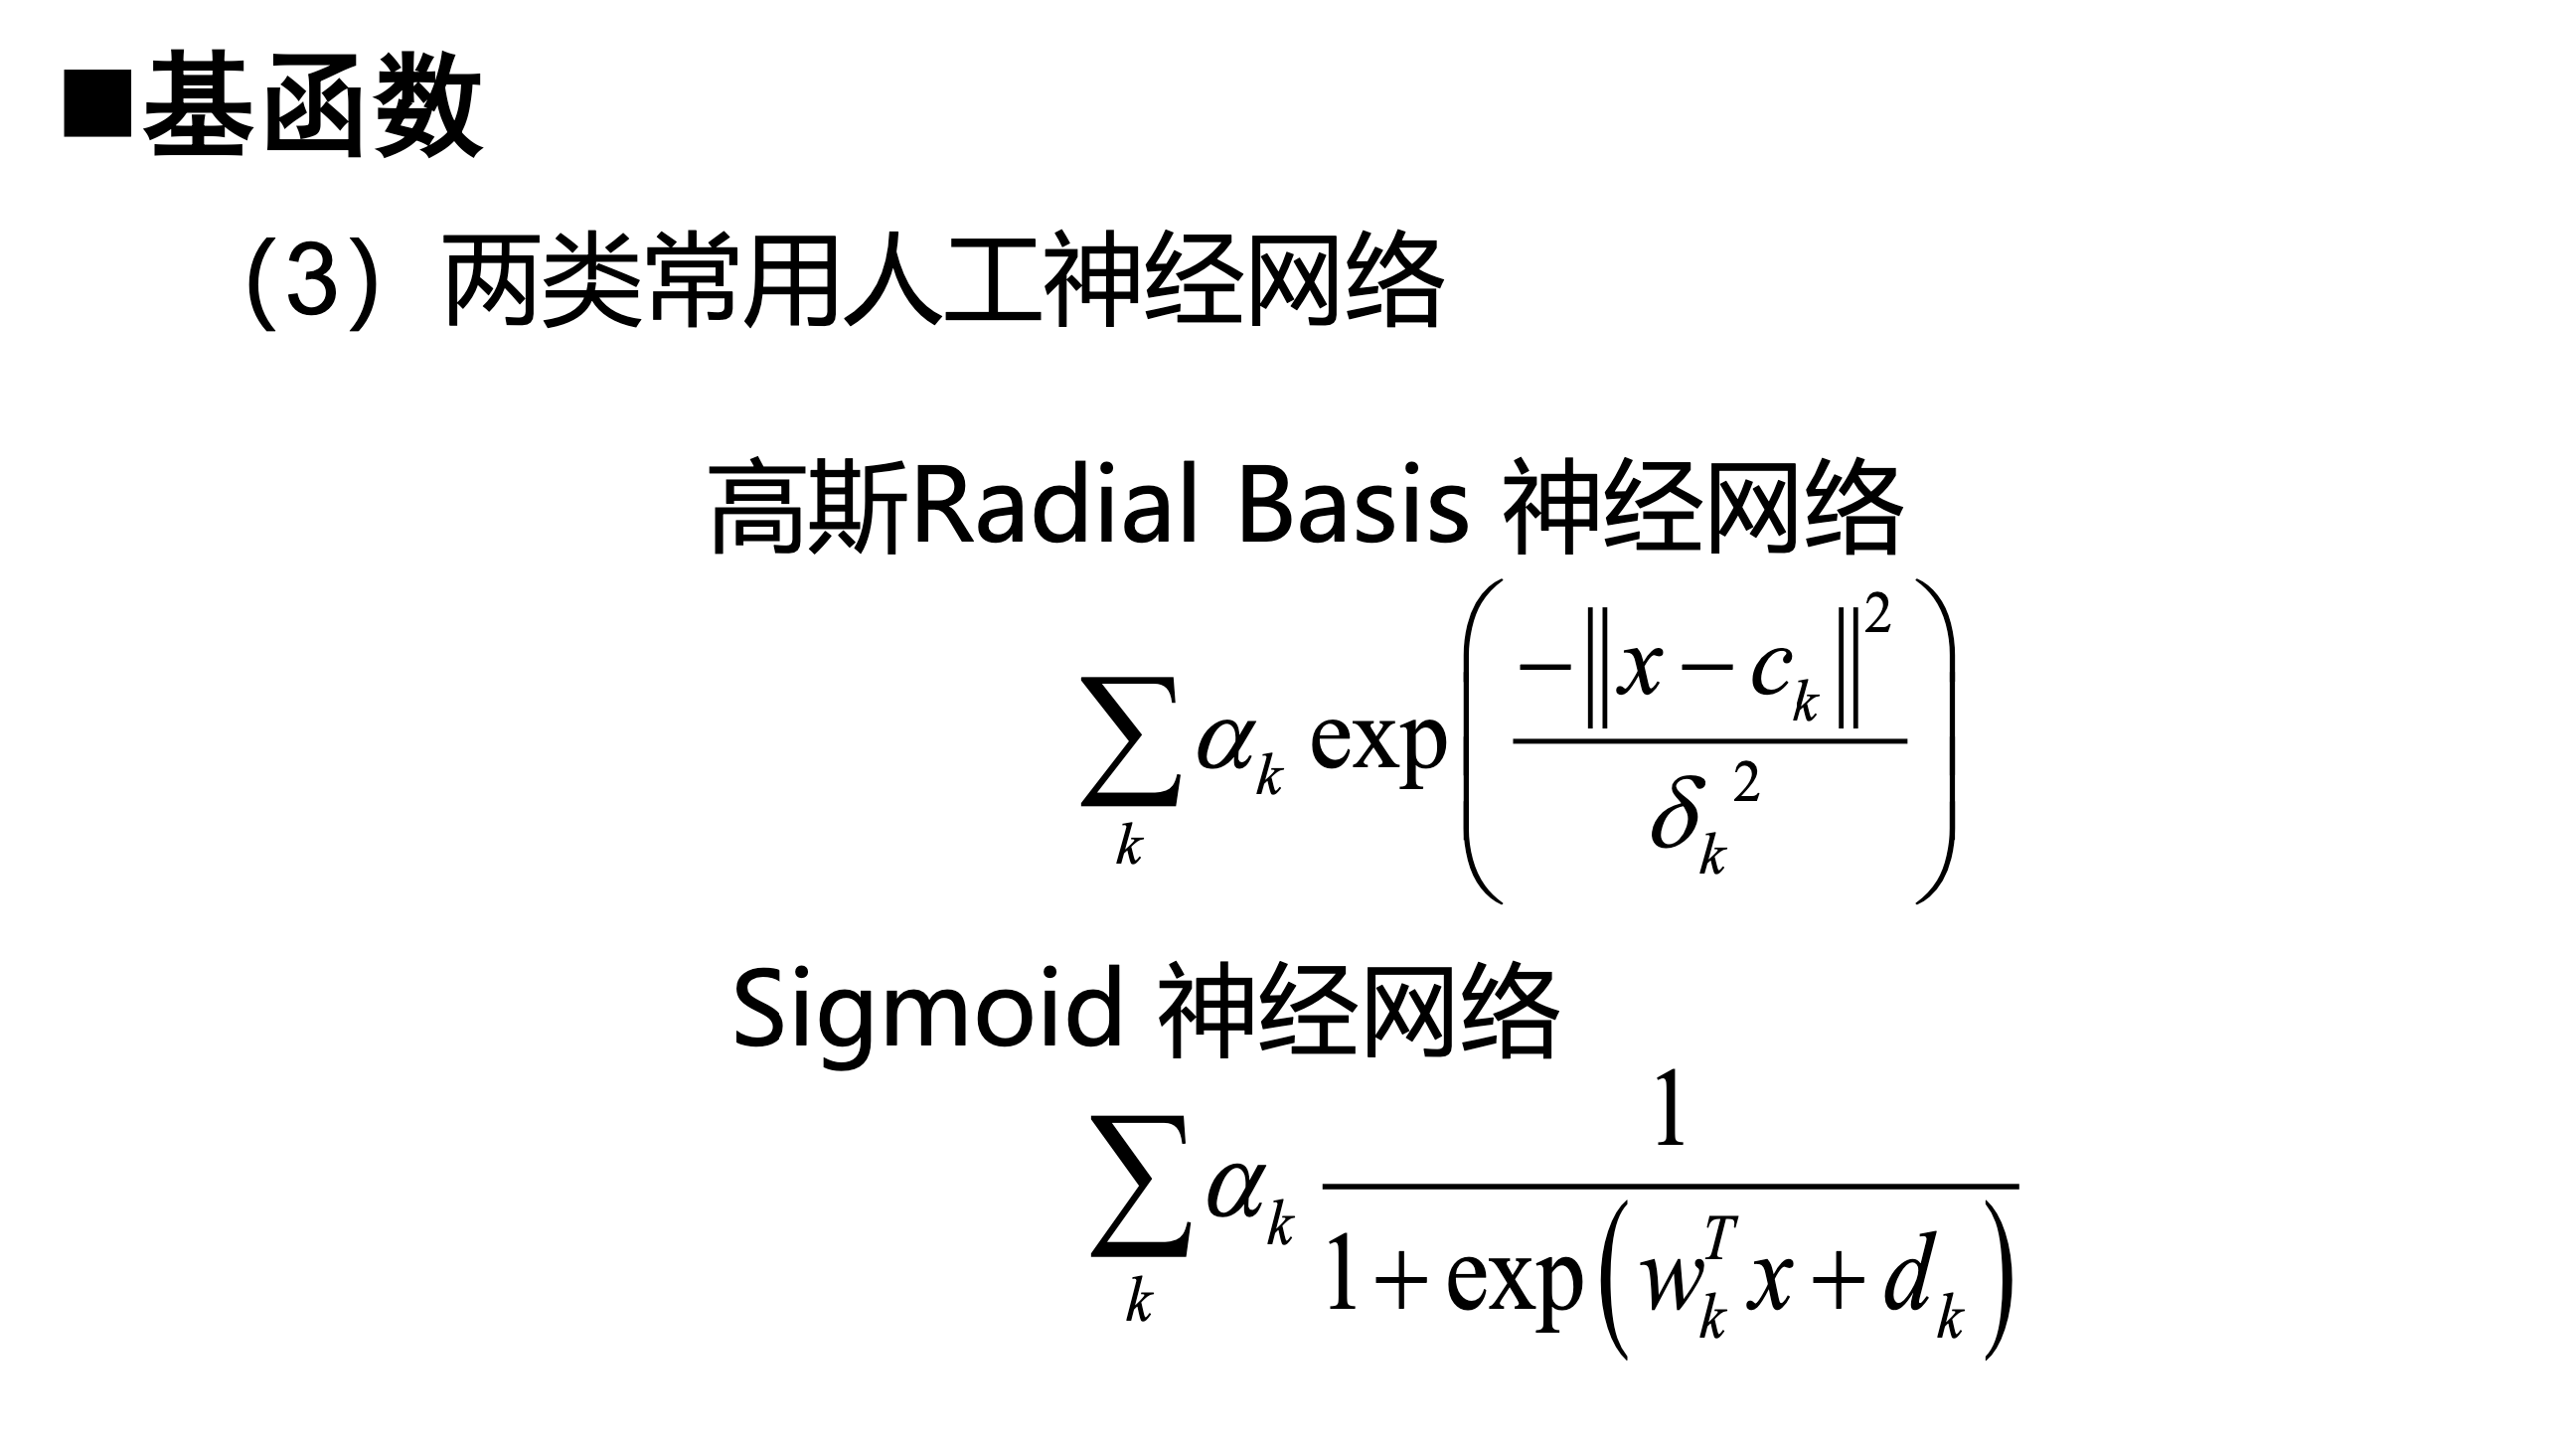 ■基函数
（3）两类常用人工神经网络
高斯Radial Basis 神经网络
$\sum_{k} \alpha_k \exp\left(\frac{-\left\|x-c_k\right\|^2}{\delta_k{}^2}\right)$
Sigmoid 神经网络
$\sum_{k} \alpha_k \frac{1}{1+\exp\left(w_k^T x+d_k\right)}$